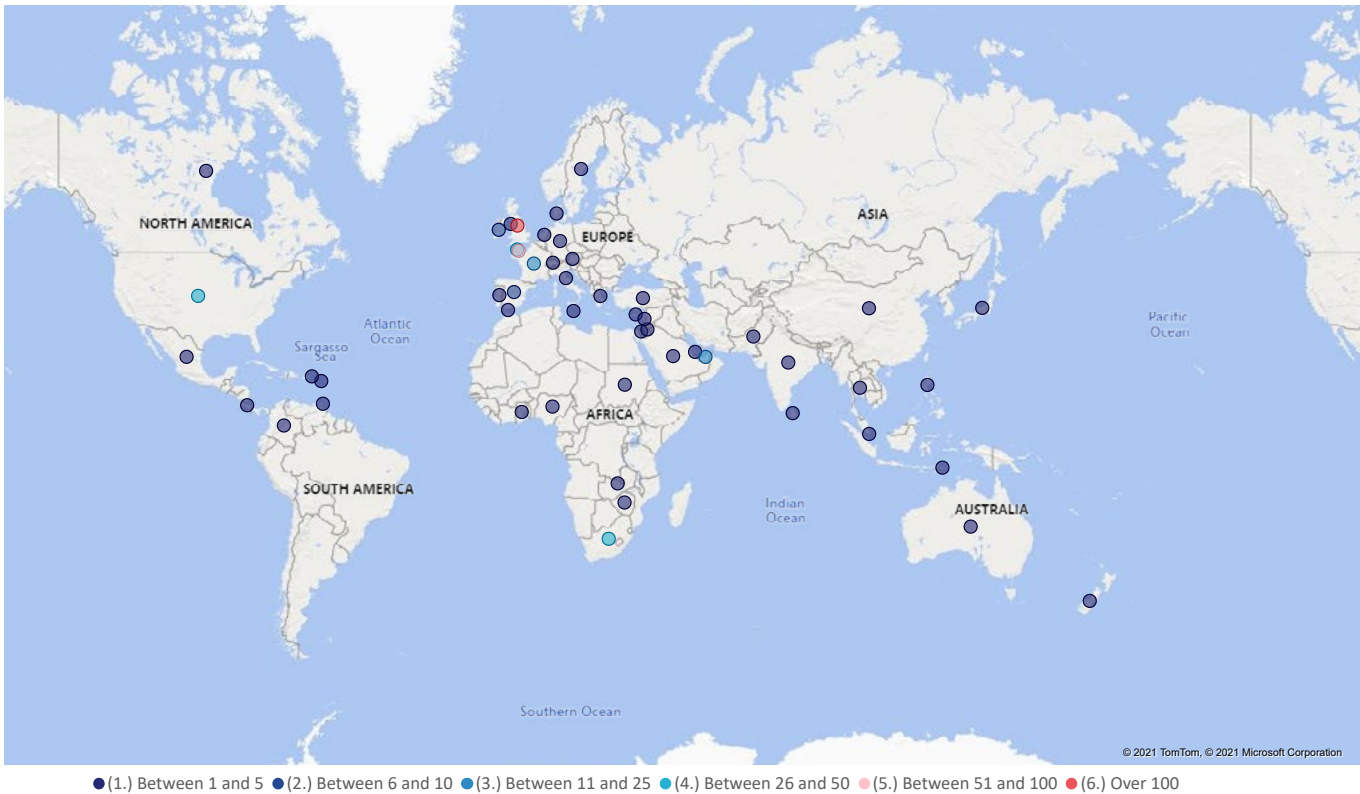 ASIA
NORTH AMERICA
EUROPE
Atlantic
Ocean
Pacific
Ocean
Sargasso
Sea
AFRICA
SOUTH AMERICA
Indian
Ocean
AUSTRALIA
Southern Ocean
© 2021 TomTom, © 2021 Microsoft Corporation
(1.) Between 1 and 5 (2.) Between 6 and 10 (3.) Between 11 and 25 (4.) Between 26 and 50 (5.) Between 51 and 100 (6.) Over 100